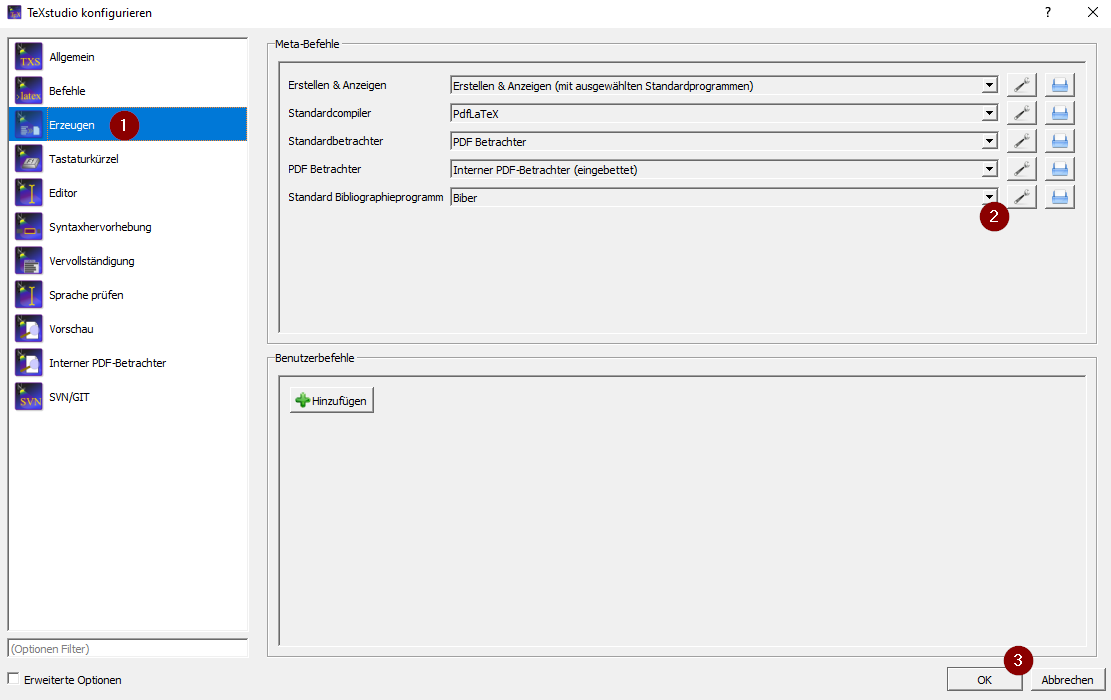 TeXstudio konfigurieren
?
TXS
Allgemein
latex
Befehle
Erzeugen
1
Tastaturkürzel
Editor
Syntaxhervorhebung
Vervollständigung
Sprache prüfen
Vorschau
Interner PDF-Betrachter
SVN
SVN/GIT
(Optionen Filter)
Erweiterte Optionen
Meta-Befehle
Erstellen & Anzeigen Erstellen & Anzeigen (mit ausgewählten Standardprogrammen)
Standardcompiler PdfLaTeX
Standardbetrachter PDF Betrachter
PDF Betrachter Interner PDF-Betrachter (eingebettet)
Standard Bibliographieprogramm Biber
2
Benutzerbefehle
Hinzufügen
3
OK Abbrechen